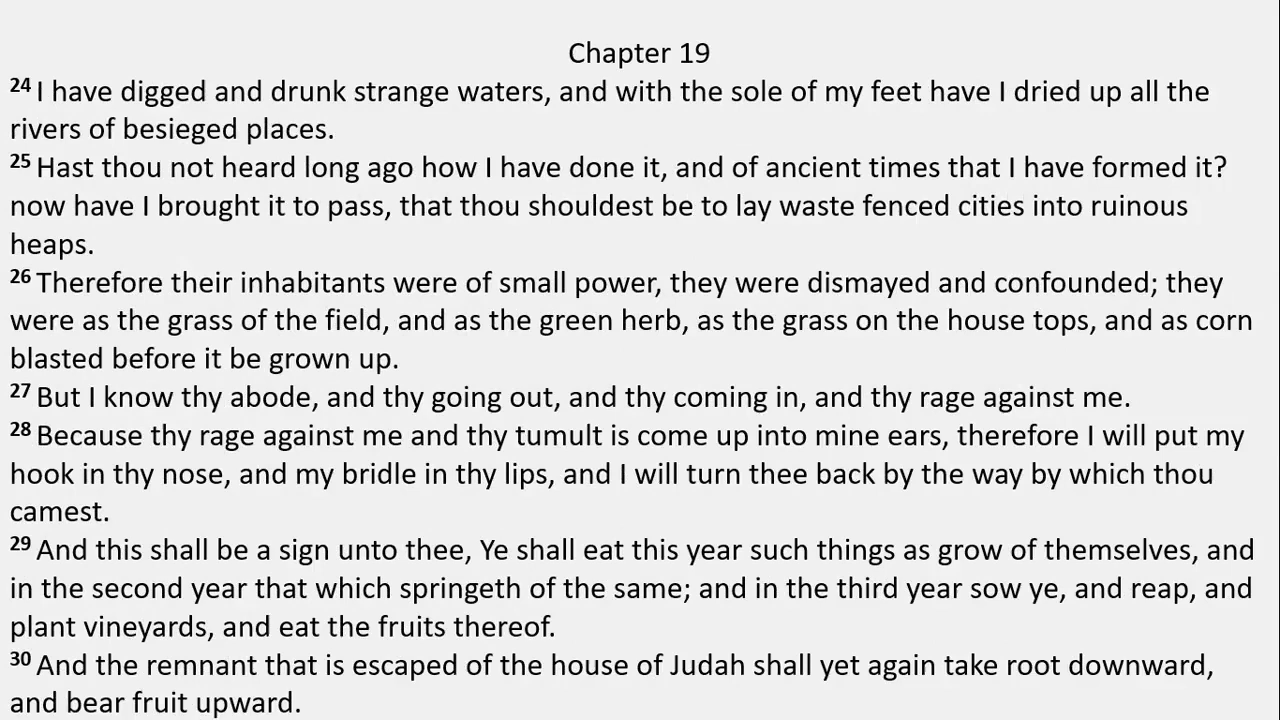 Chapter 19
24 I have digged and drunk strange waters, and with the sole of my feet have I dried up all the
rivers of besieged places.
25 Hast thou not heard long ago how I have done it, and of ancient times that I have formed it?
now have I brought it to pass, that thou shouldest be to lay waste fenced cities into ruinous
heaps.
26 Therefore their inhabitants were of small power, they were dismayed and confounded; they
were as the grass of the field, and as the green herb, as the grass on the house tops, and as corn
blasted before it be grown up.
27 But I know thy abode, and thy going out, and thy coming in, and thy rage against me.
28 Because thy rage against me and thy tumult is come up into mine ears, therefore I will put my
hook in thy nose, and my bridle in thy lips, and I will turn thee back by the way by which thou
camest.
29 And this shall be a sign unto thee, Ye shall eat this year such things as grow of themselves, and
in the second year that which springeth of the same; and in the third year sow ye, and reap, and
plant vineyards, and eat the fruits thereof.
30 And the remnant that is escaped of the house of Judah shall yet again take root downward,
and bear fruit upward.